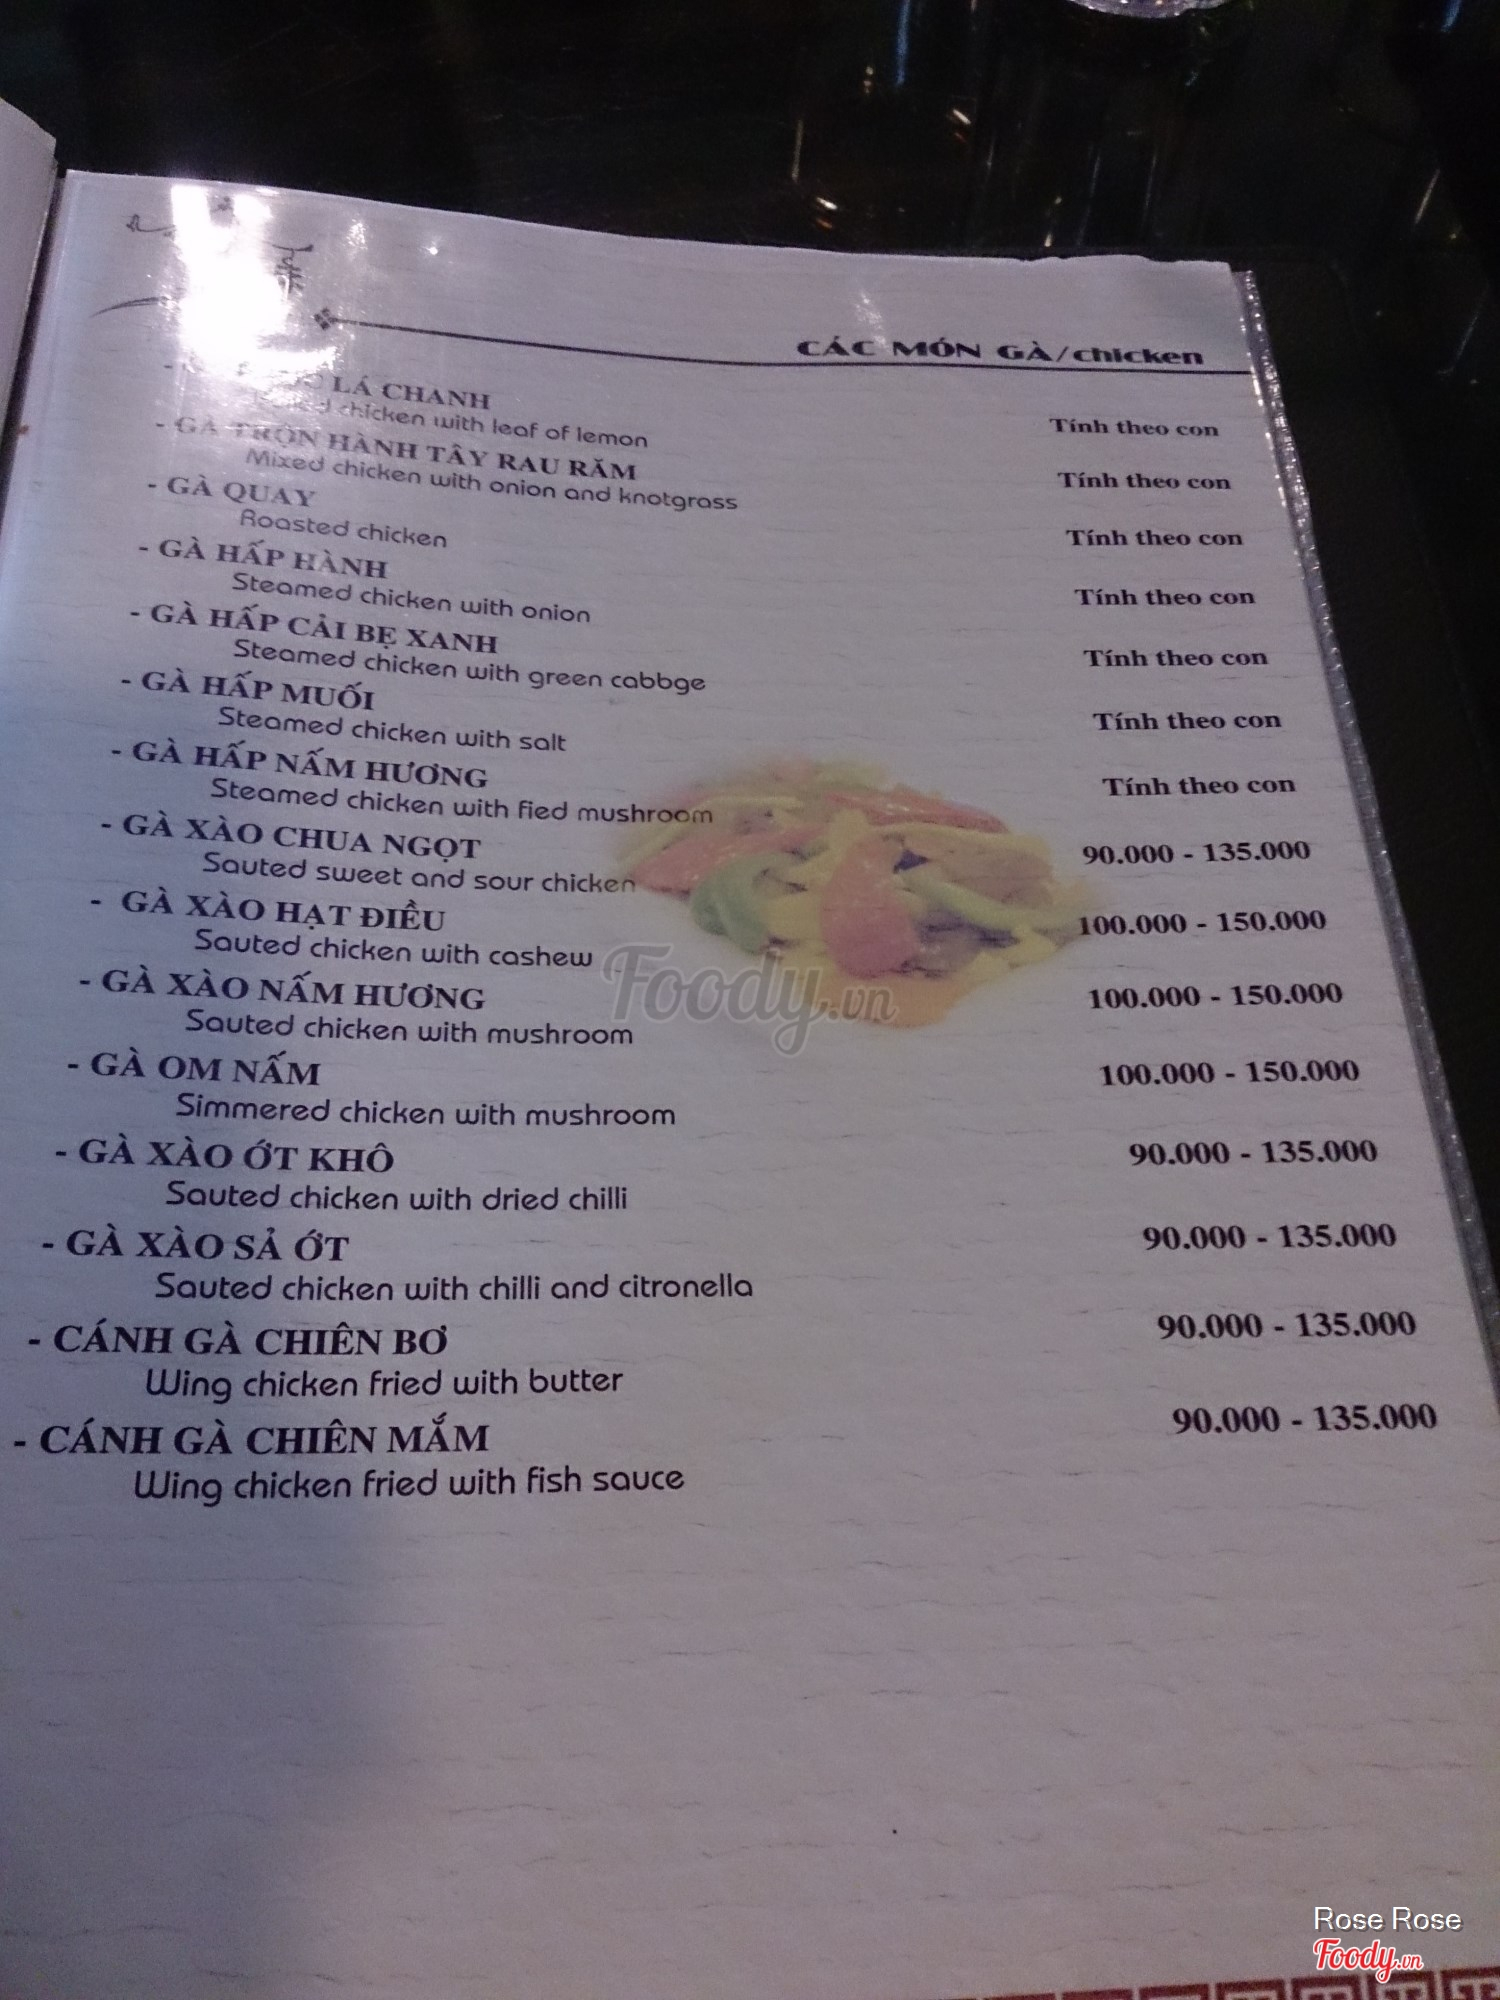 CÁC MÓN GÀ/chicken
LÁ CHANH
chicken with leaf of lemon
Tính theo con
- GÀ TRỘN HÀNH TÂY RAU RĂM
Mixed chicken with onion and knotgrass
Tính theo con
- GÀ QUAY
Roasted chicken
Tính theo con
- GÀ HẤP HÀNH
Steamed chicken with onion
Tính theo con
- GÀ HẤP CẢI BẸ XANH
Steamed chicken with green cabbge
Tính theo con
- GÀ HẤP MUỐI
Steamed chicken with salt
Tính theo con
- GÀ HẤP NẤM HƯƠNG
Steamed chicken with fied mushroom
Tính theo con
- GÀ XÀO CHUA NGỌT
Sauted sweet and sour chicken
90.000 - 135.000
- GÀ XÀO HẠT ĐIỀU
Sauted chicken with cashew
100.000 - 150.000
- GÀ XÀO NẤM HƯƠNG
Sauted chicken with mushroom
100.000 - 150.000
- GÀ OM NẤM
Simmered chicken with mushroom
100.000 - 150.000
- GÀ XÀO ỚT KHÔ
Sauted chicken with dried chilli
90.000 - 135.000
- GÀ XÀO SẢ ỚT
Sauted chicken with chilli and citronella
90.000 - 135.000
- CÁNH GÀ CHIÊN BƠ
Wing chicken fried with butter
90.000 - 135.000
- CÁNH GÀ CHIÊN MẮM
Wing chicken fried with fish sauce
90.000 - 135.000
Foody.vn
Rose Rose
Foody.vn